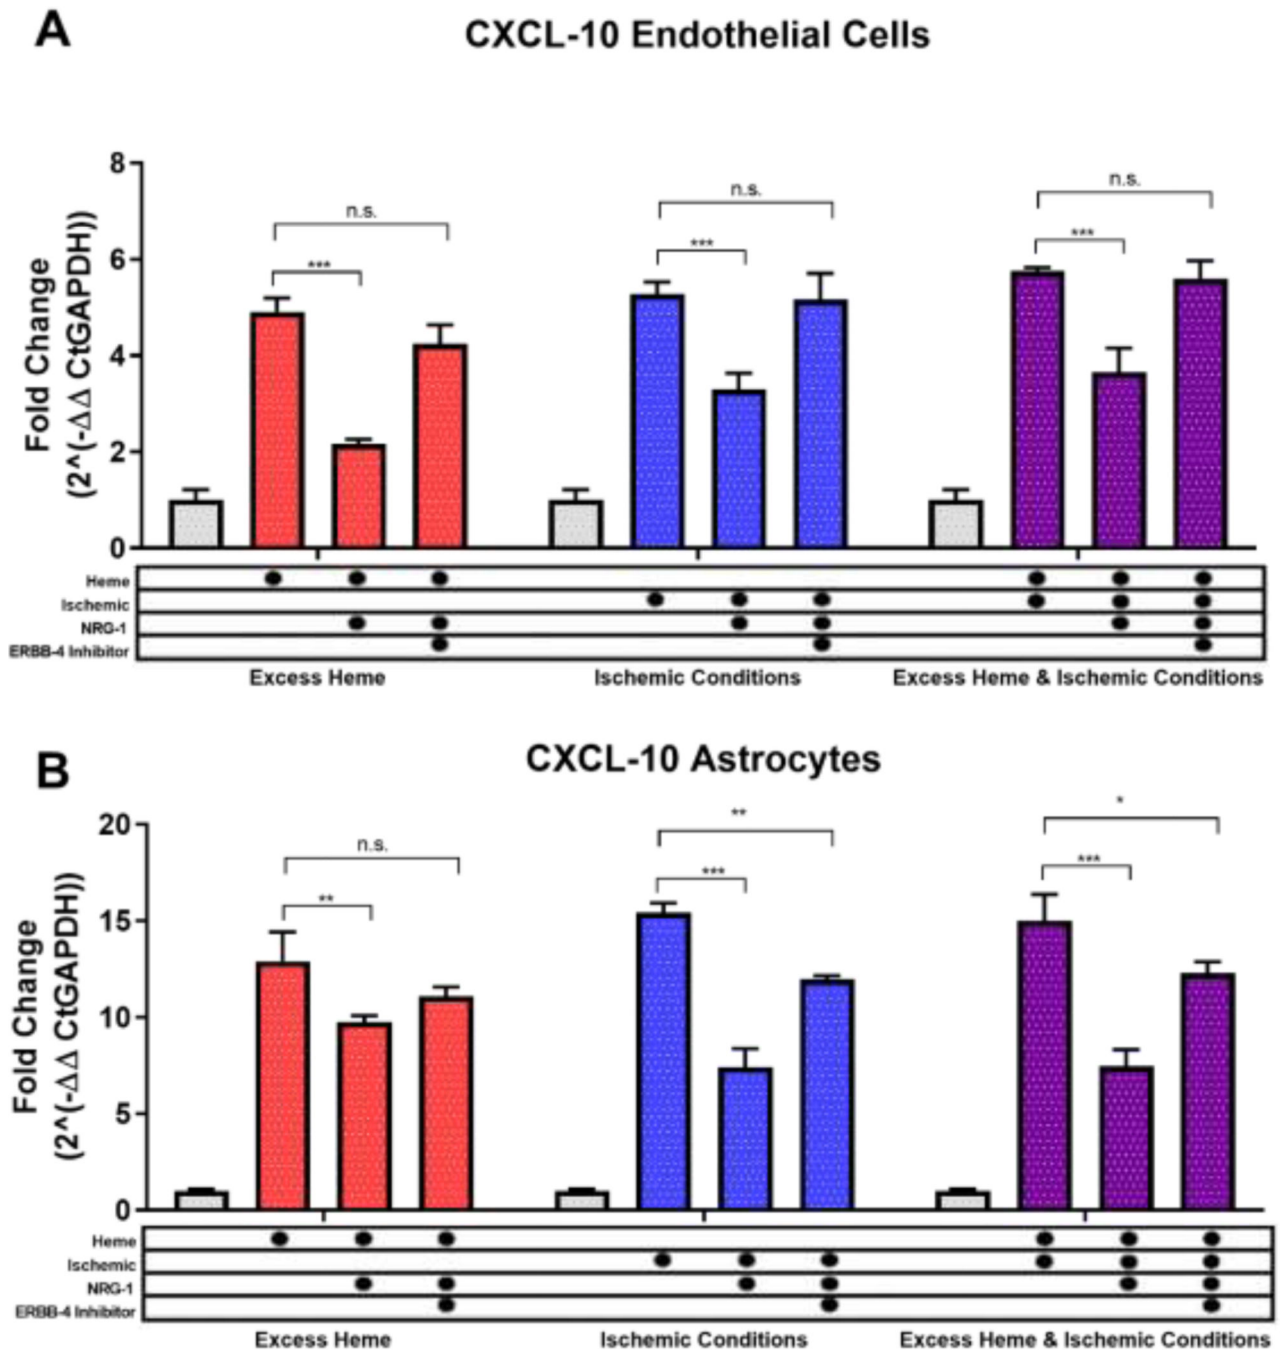 A
CXCL-10 Endothelial Cells
Fold Change
(2^(-ΔΔ CtGAPDH))
8
6
4
2
0
n.s.
***
n.s.
***
n.s.
***
Heme
Ischemic
NRG-1
ERBB-4 Inhibitor
Excess Heme
Ischemic Conditions
Excess Heme & Ischemic Conditions
B
CXCL-10 Astrocytes
Fold Change
(2^(-ΔΔ CtGAPDH))
20
15
10
5
0
n.s.
**
**
***
*
***
Heme
Ischemic
NRG-1
ERBB-4 Inhibitor
Excess Heme
Ischemic Conditions
Excess Heme & Ischemic Conditions